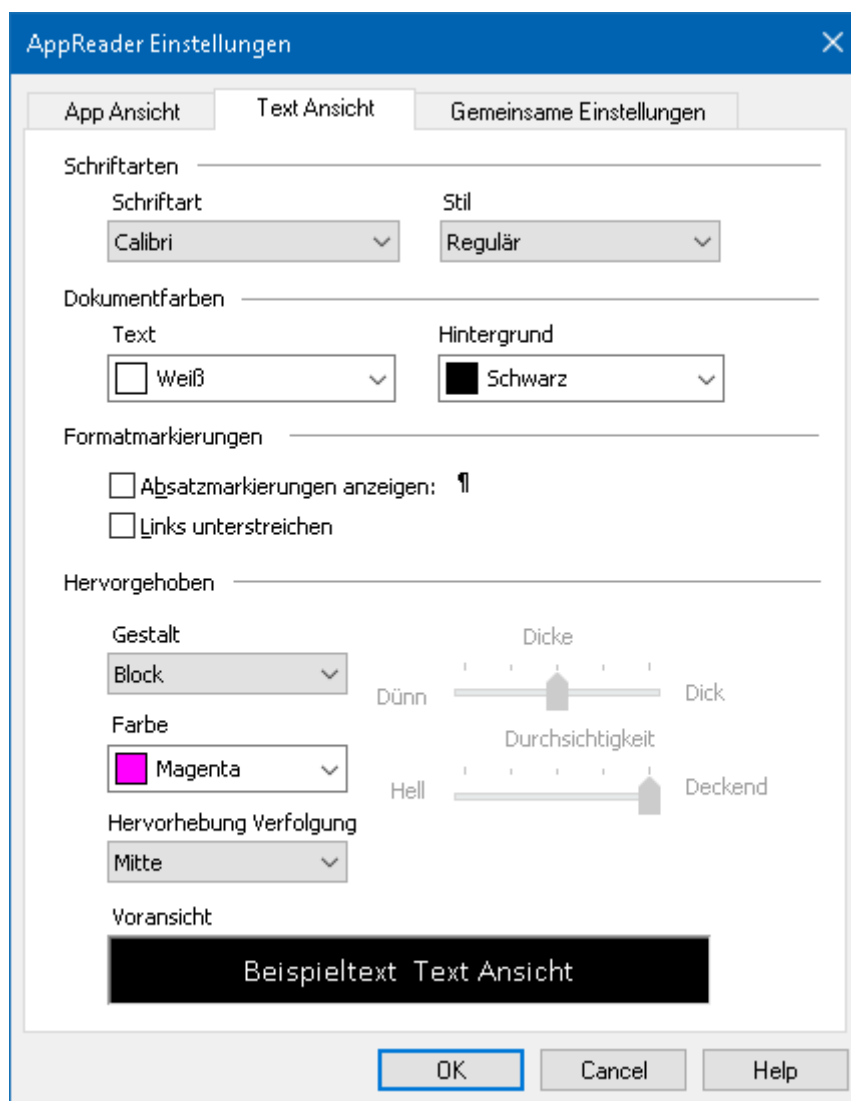 AppReader Einstellungen
App Ansicht Text Ansicht Gemeinsame Einstellungen
Schriftarten
Schriftart Stil
Calibri Regulär
Dokumentfarben
Text Hintergrund
Weiß Schwarz
Formatmarkierungen
Absatzmarkierungen anzeigen: ¶
Links unterstreichen
Hervorgehoben
Gestalt Dicke
Block
Dünn Dick
Farbe Durchsichtigkeit
Magenta
Hell Deckend
Hervorhebung Verfolgung
Mitte
Voransicht
Beispieltext Text Ansicht
OK Cancel Help